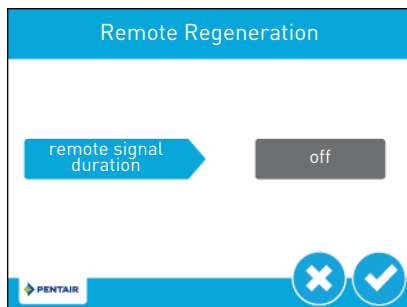 Remote Regeneration
remote signal
duration
off
PENTAIR